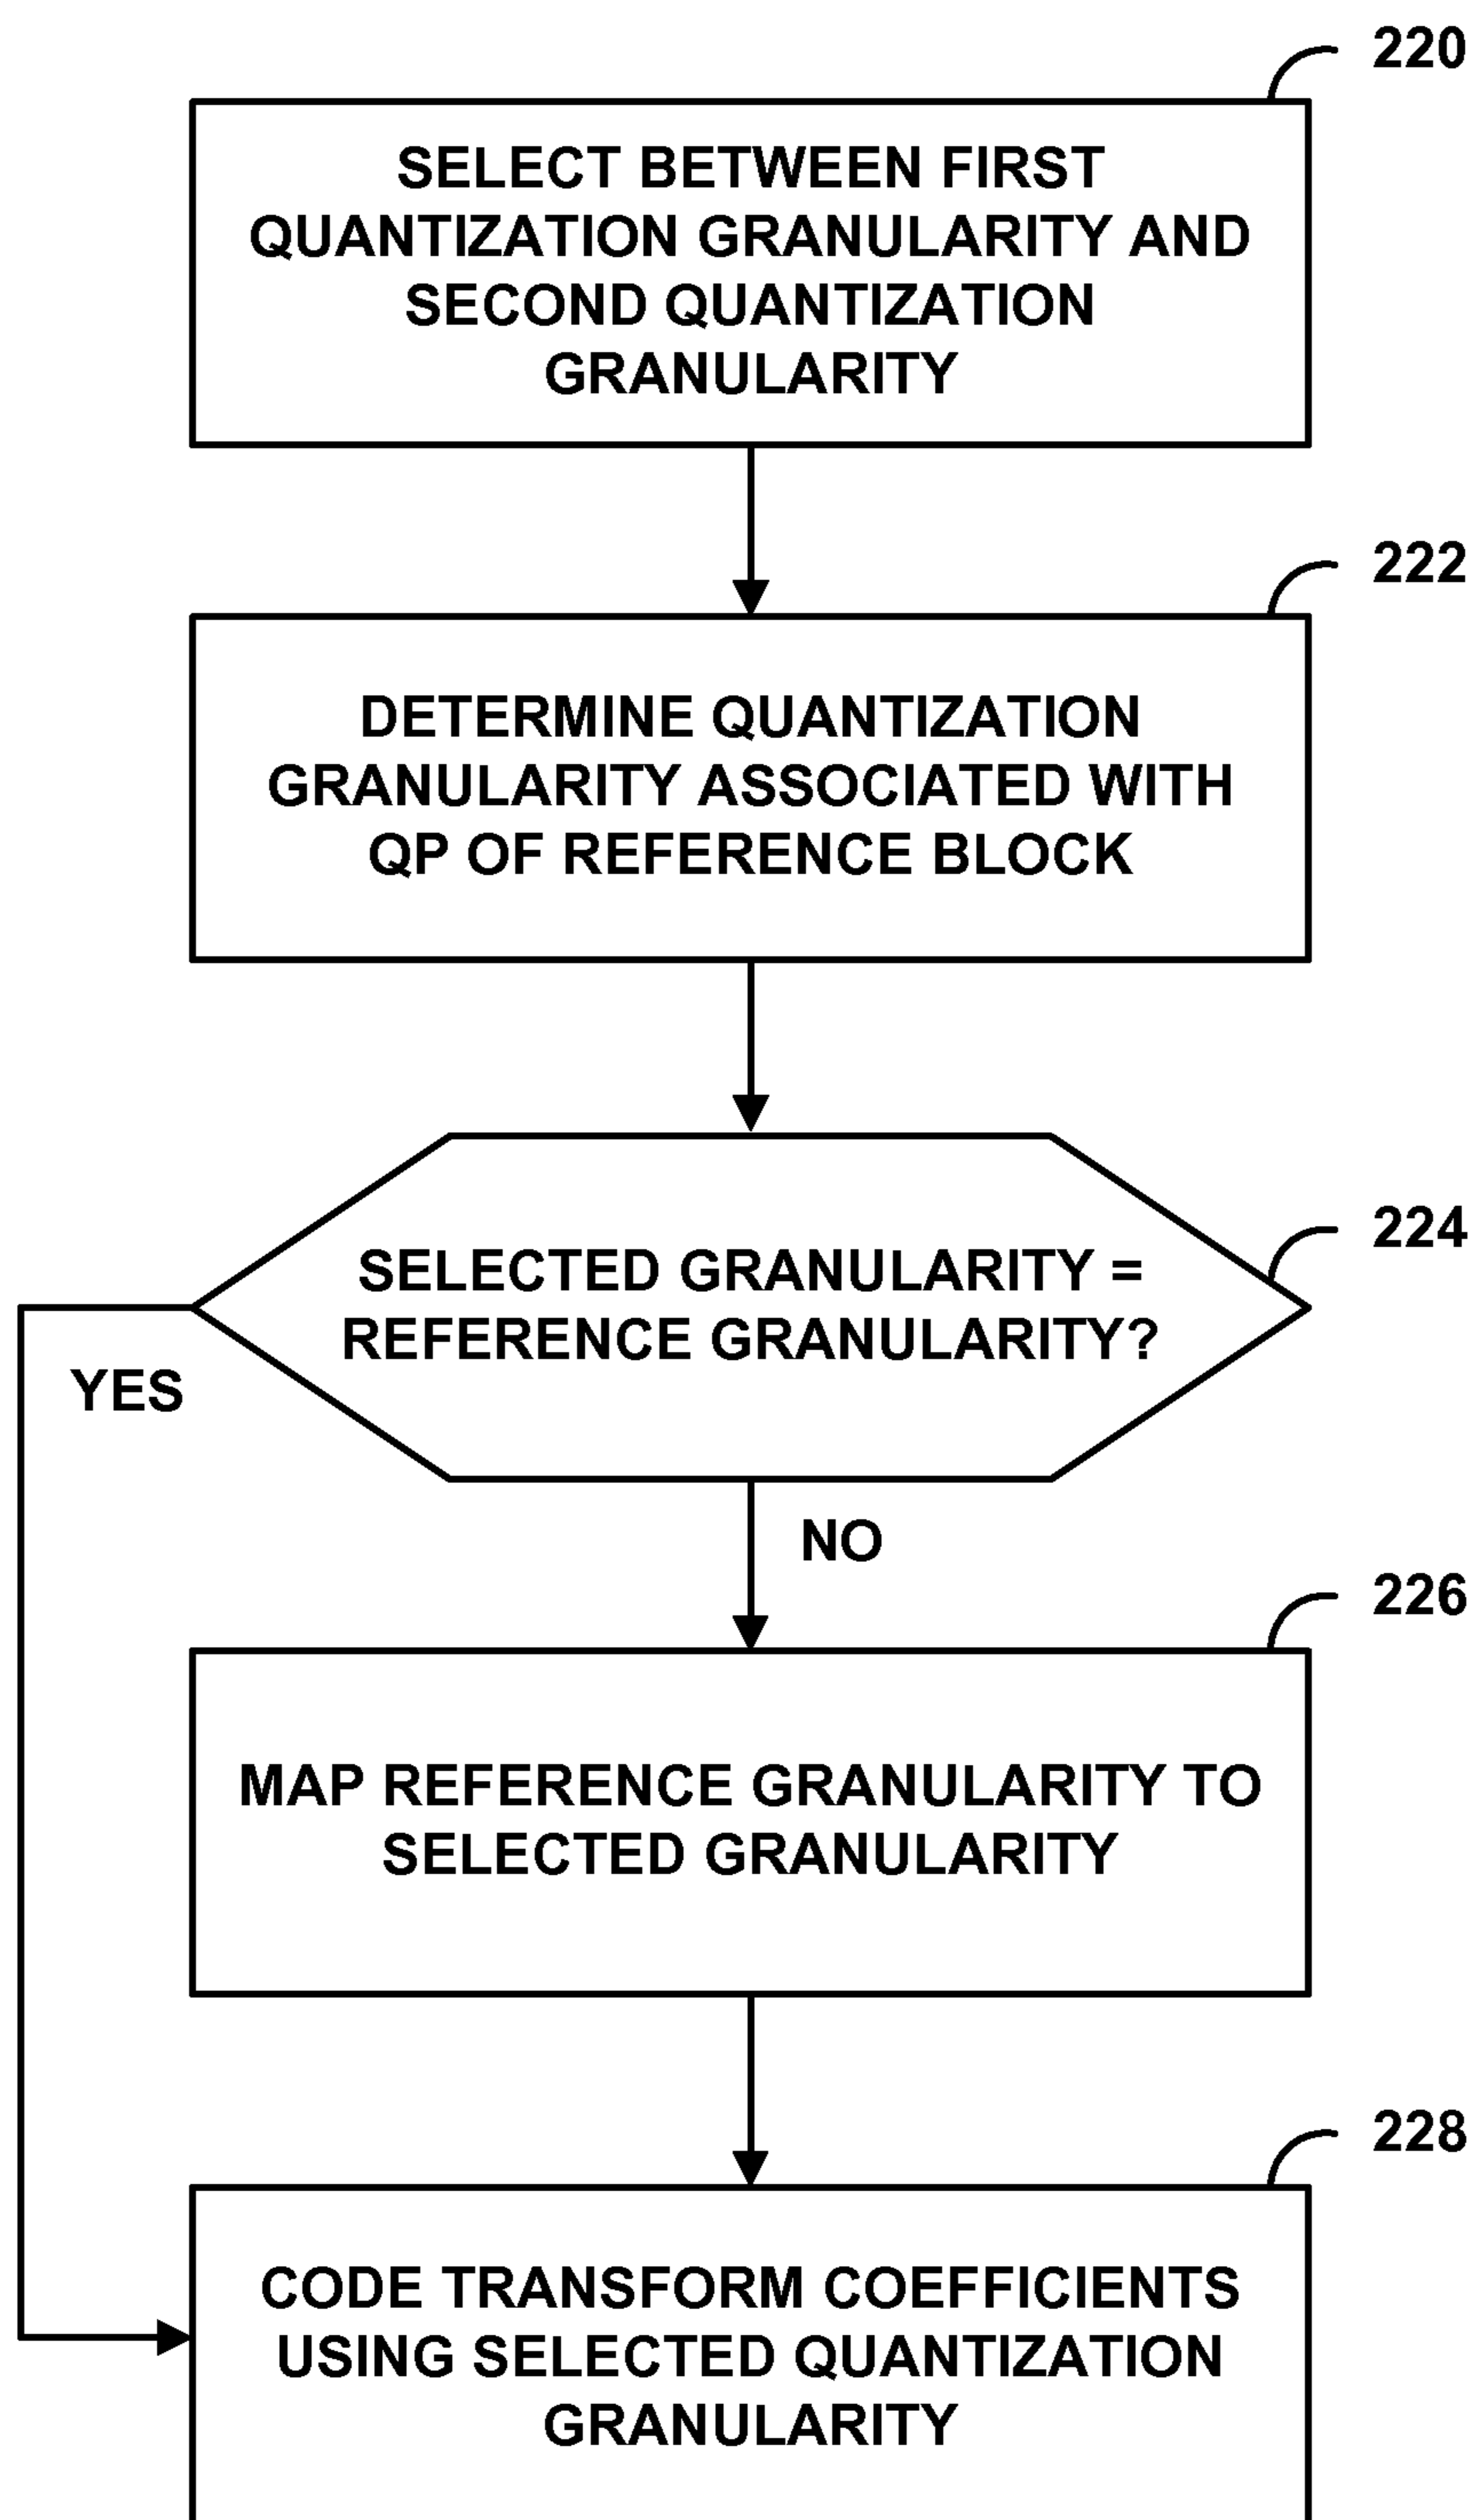 220
SELECT BETWEEN FIRST
QUANTIZATION GRANULARITY AND
SECOND QUANTIZATION
GRANULARITY
222
DETERMINE QUANTIZATION
GRANULARITY ASSOCIATED WITH
QP OF REFERENCE BLOCK
224
SELECTED GRANULARITY =
REFERENCE GRANULARITY?
YES
NO
226
MAP REFERENCE GRANULARITY TO
SELECTED GRANULARITY
228
CODE TRANSFORM COEFFICIENTS
USING SELECTED QUANTIZATION
GRANULARITY